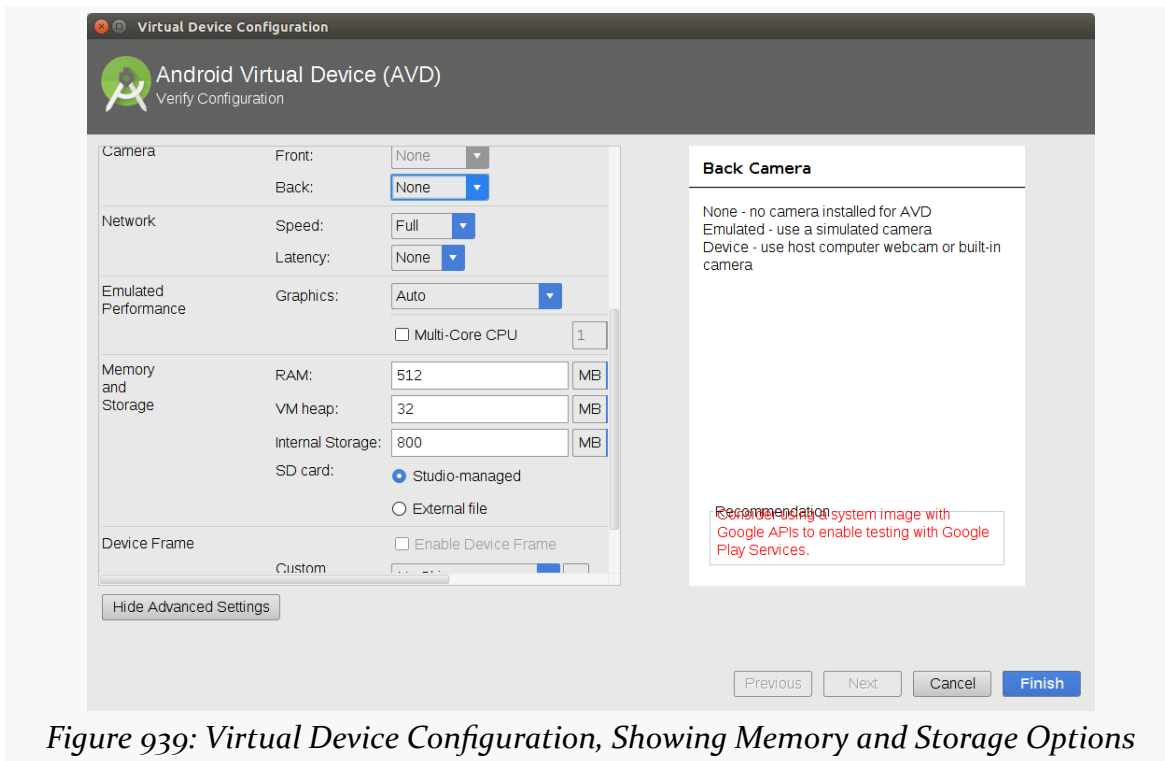 Virtual Device Configuration
Android Virtual Device (AVD)
Verify Configuration
Camera
Front: None
Back: None
Network
Speed: Full
Latency: None
Emulated
Performance
Graphics: Auto
Multi-Core CPU 1
Memory
and
Storage
RAM: 512 MB
VM heap: 32 MB
Internal Storage: 800 MB
SD card: Studio-managed
External file
Device Frame
Enable Device Frame
Custom
Hide Advanced Settings
Back Camera
None - no camera installed for AVD
Emulated - use a simulated camera
Device - use host computer webcam or built-in
camera
Recommendation
Consider using a system image with
Google APIs to enable testing with Google
Play Services.
Previous Next Cancel Finish
Figure 939: Virtual Device Configuration, Showing Memory and Storage Options